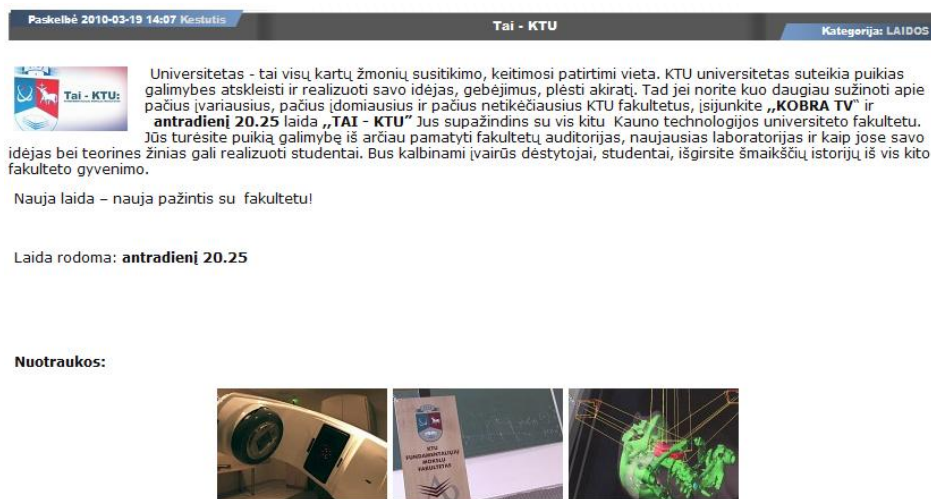 Paskelbė 2010-03-19 14:07 Kestutis
Tai - KTU
Kategorija: LAIDOS
Tai - KTU:
Universitetas - tai visų kartų žmonių susitikimo, keitimosi patirtimi vieta. KTU universitetas suteikia puikias
galimybes atskleisti ir realizuoti savo idėjas, gebėjimus, plėsti akiratį. Tad jei norite kuo daugiau sužinoti apie
pačius įvariausius, pačius įdomiausius ir pačius netikėčiausius KTU fakultetus, įsijunkite „KOBRA TV“ ir
antradienį 20.25 laida „TAI - KTU” Jus supažindins su vis kitu Kauno technologijos universiteto fakultetu.
Jūs turėsite puikią galimybę iš arčiau pamatyti fakultetų auditorijas, naujausias laboratorijas ir kaip jose savo
idėjas bei teorines žinias gali realizuoti studentai. Bus kalbinami įvairūs dėstytojai, studentai, išgirsite šmaikščių istorijų iš vis kito
fakulteto gyvenimo.
Nauja laida – nauja pažintis su fakultetu!
Laida rodoma: antradienį 20.25
Nuotraukos:
KTU
FUNDAMENTALIŲJŲ
MOKSLŲ
FAKULTETAS